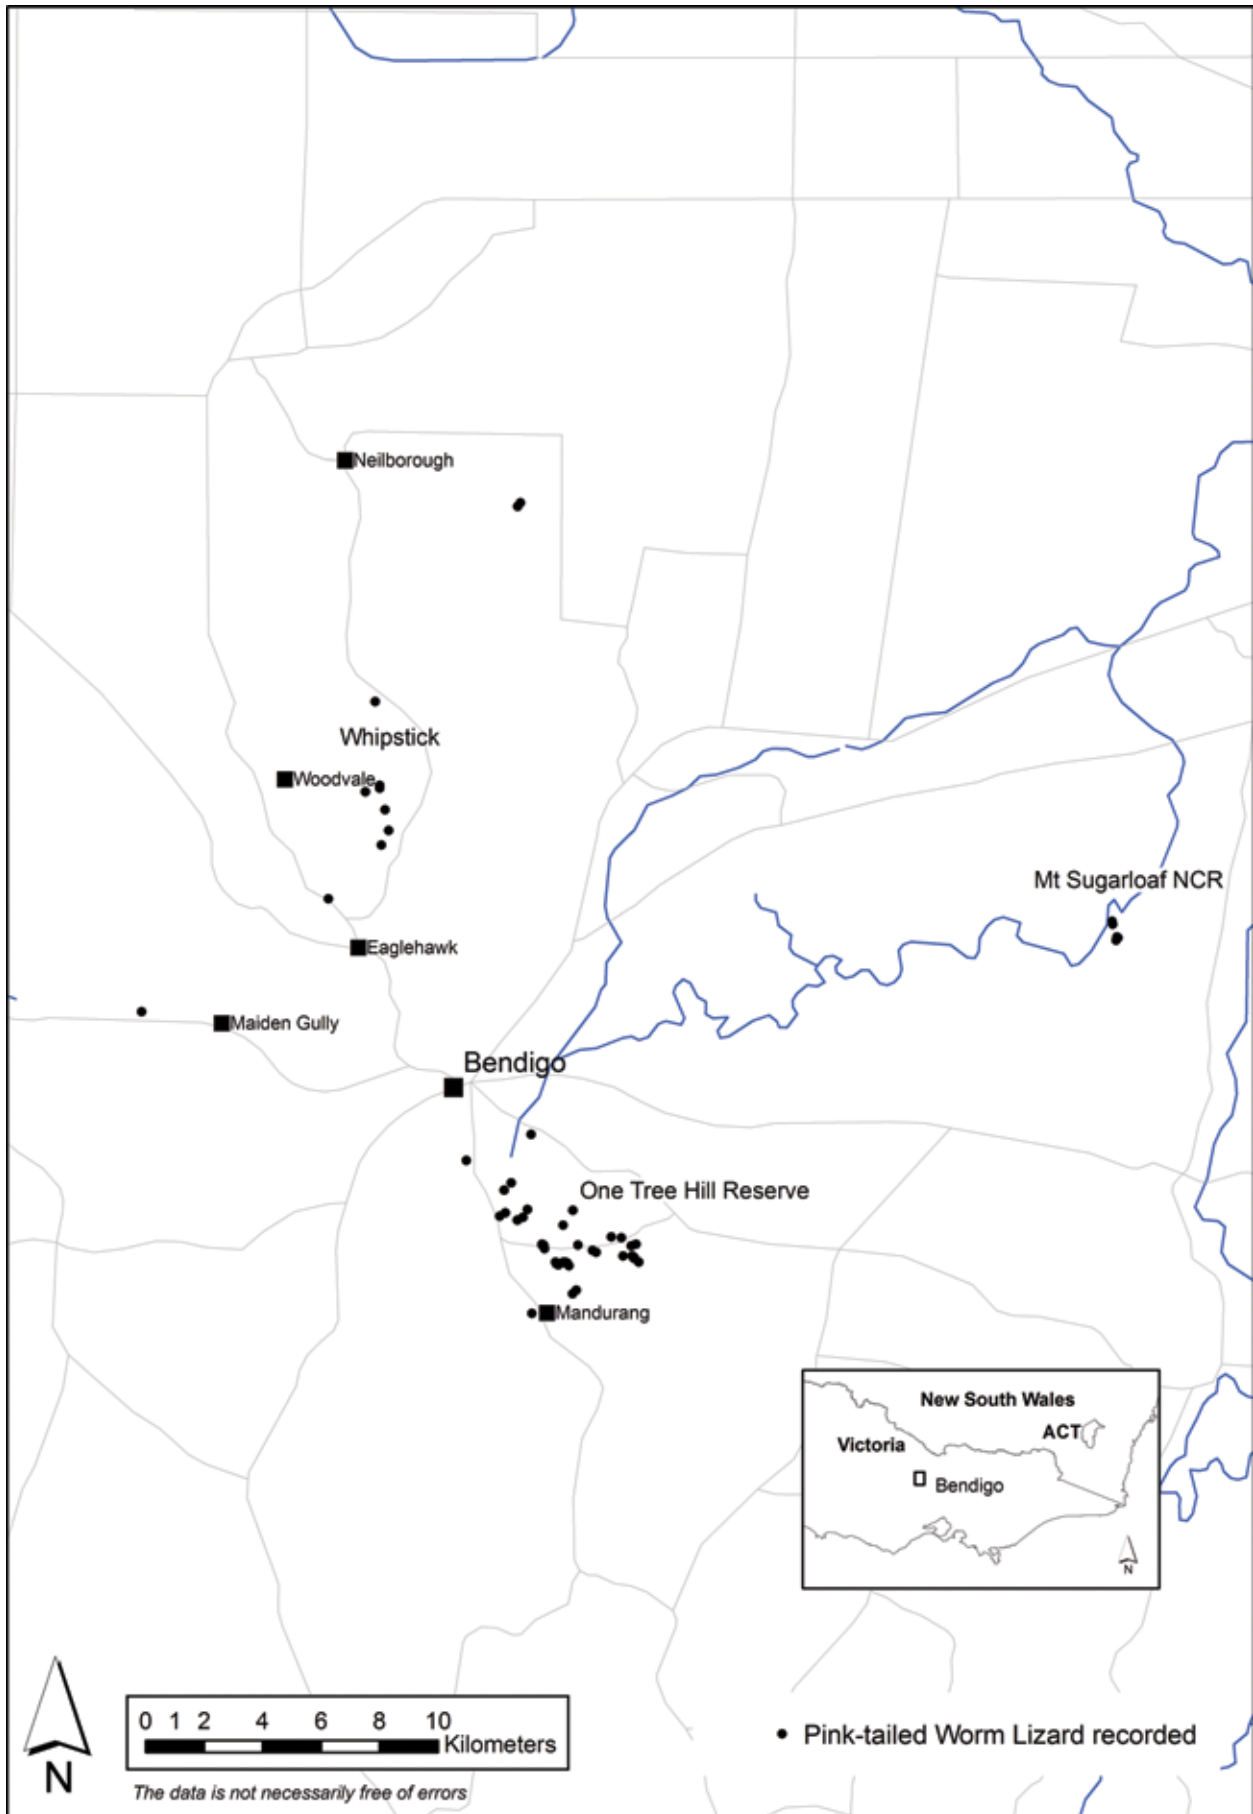 Neilborough
Whipstick
Woodvale
Mt Sugarloaf NCR
Eaglehawk
Maiden Gully
Bendigo
One Tree Hill Reserve
Mandurang
New South Wales
ACT
Victoria
Bendigo
N
0 1 2 4 6 8 10
Kilometers
N
The data is not necessarily free of errors
Pink-tailed Worm Lizard recorded